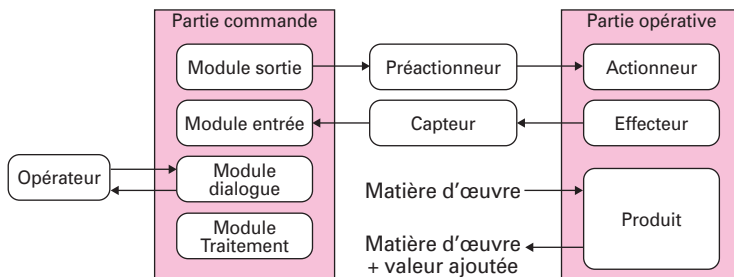 Partie commande
Partie opérative
Module sortie
Préactionneur
Actionneur
Module entrée
Capteur
Effecteur
Opérateur
Module
dialogue
Matière d'œuvre
Produit
Module
Traitement
Matière d'œuvre
+ valeur ajoutée